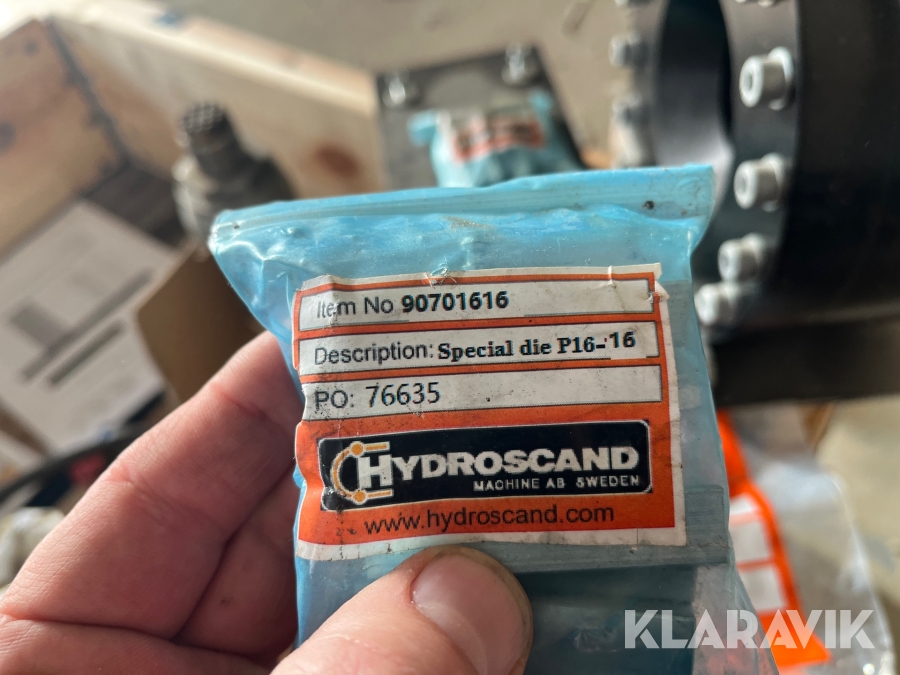 Item No 90701616
Description: Special die P16-'16
PO: 76635
HYDROSCAND
MACHINE AB SWEDEN
www.hydroscand.com
KLARAVIK